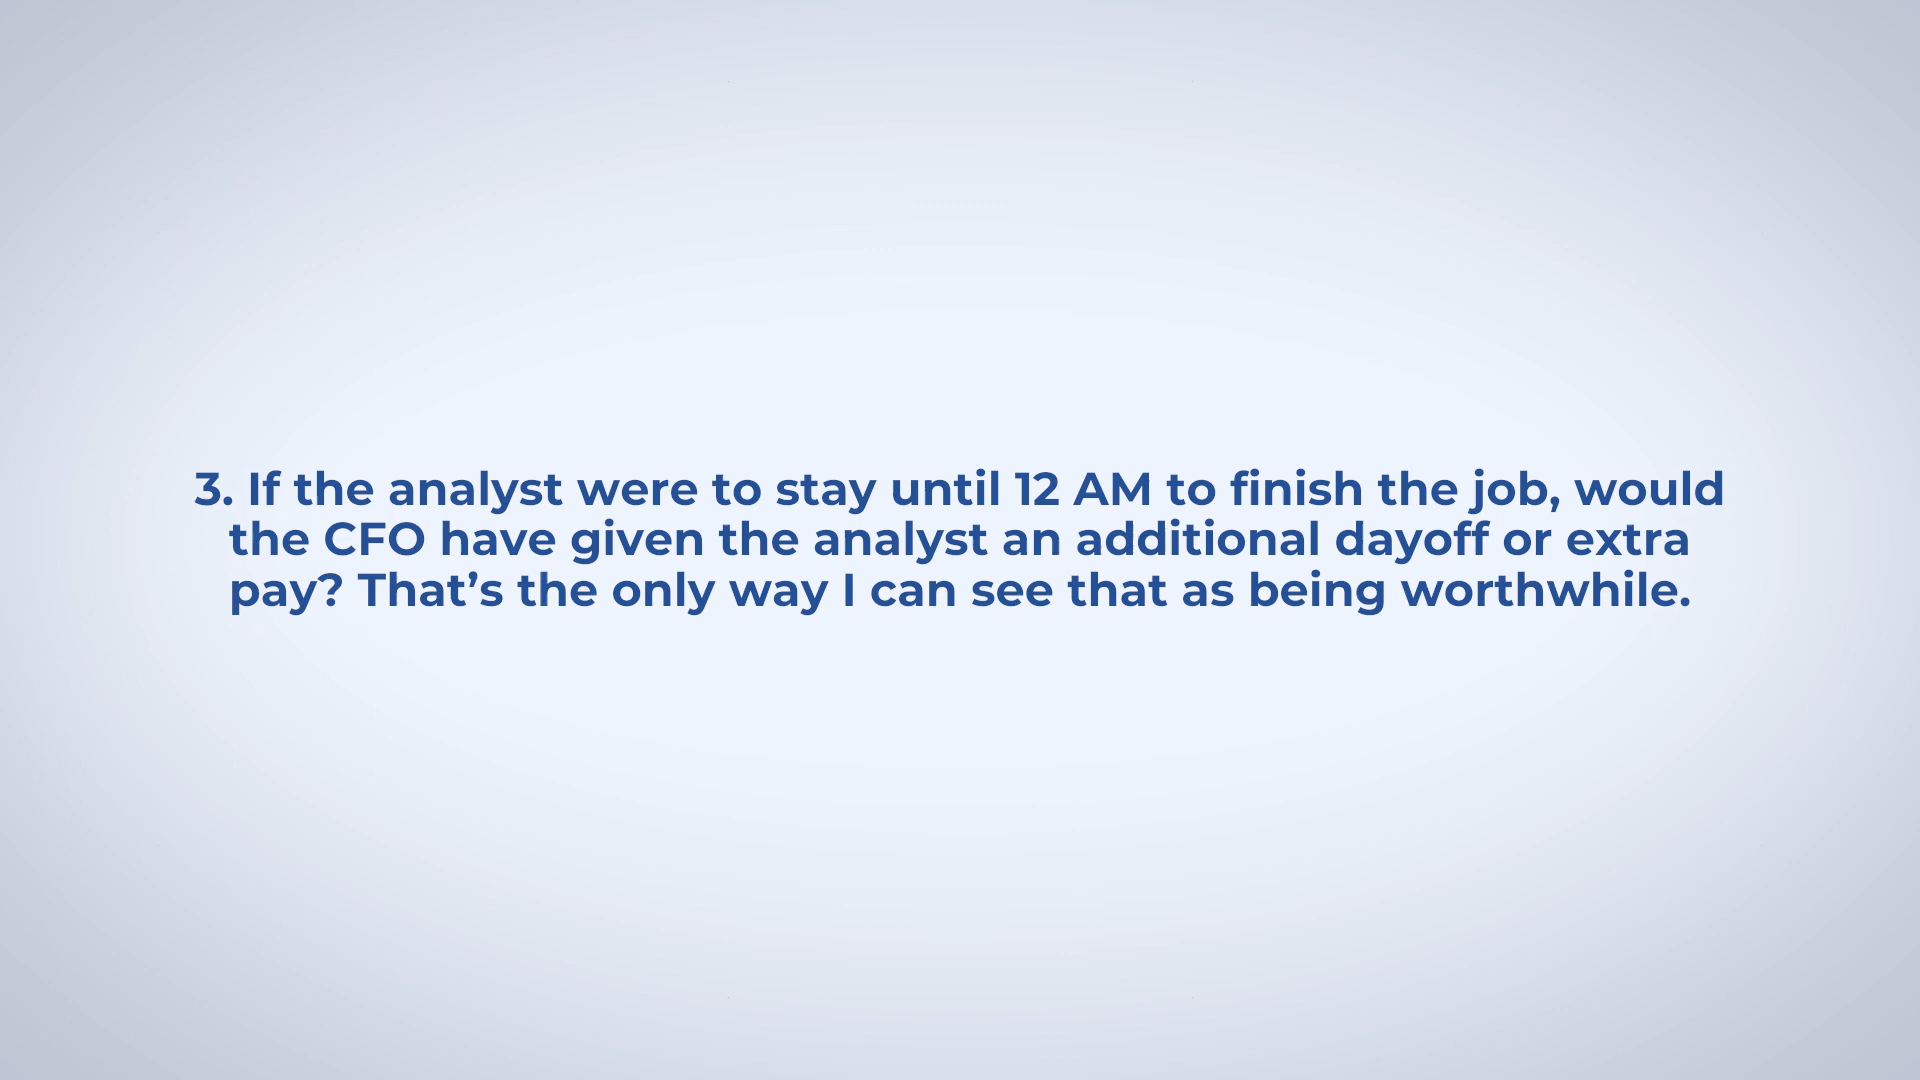 3. If the analyst were to stay until 12 AM to finish the job, would
the CFO have given the analyst an additional dayoff or extra
pay? That’s the only way I can see that as being worthwhile.